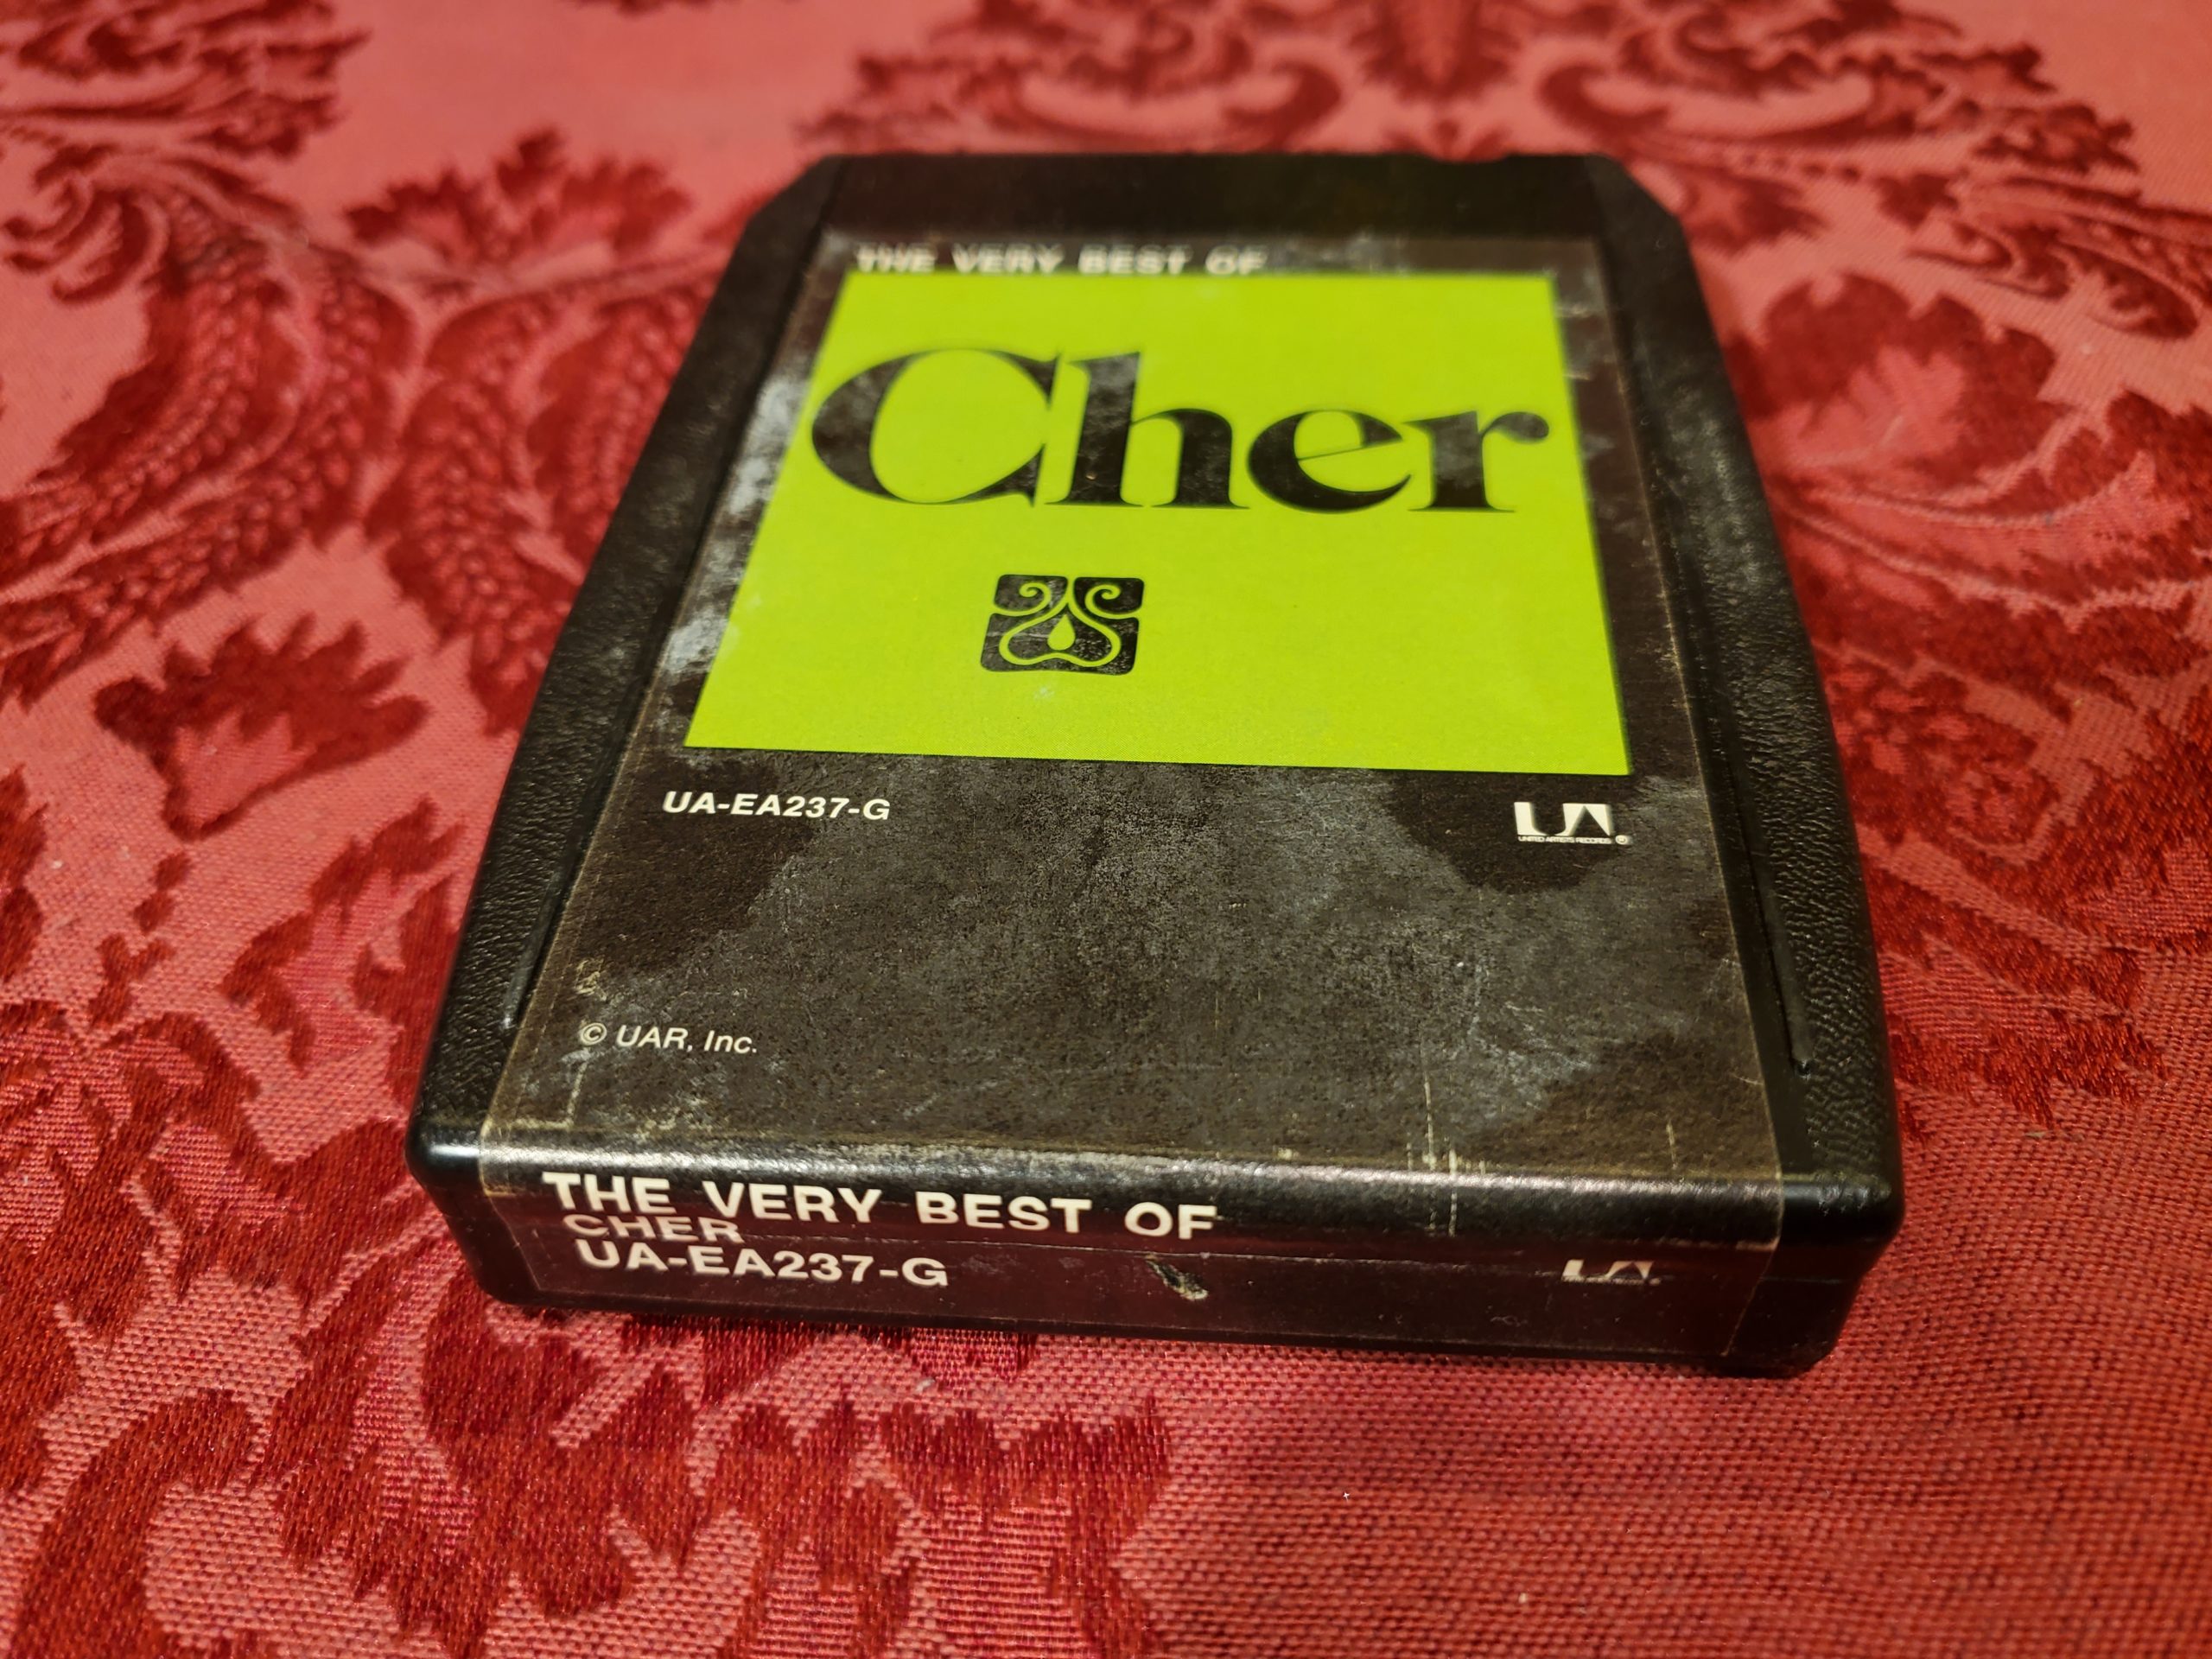 THE VERY BEST OF
Cher
UA-EA237-G
UA
UNITED ARTISTS RECORDS ®
© UAR, Inc.
THE VERY BEST OF
CHER
UA-EA237-G
UA